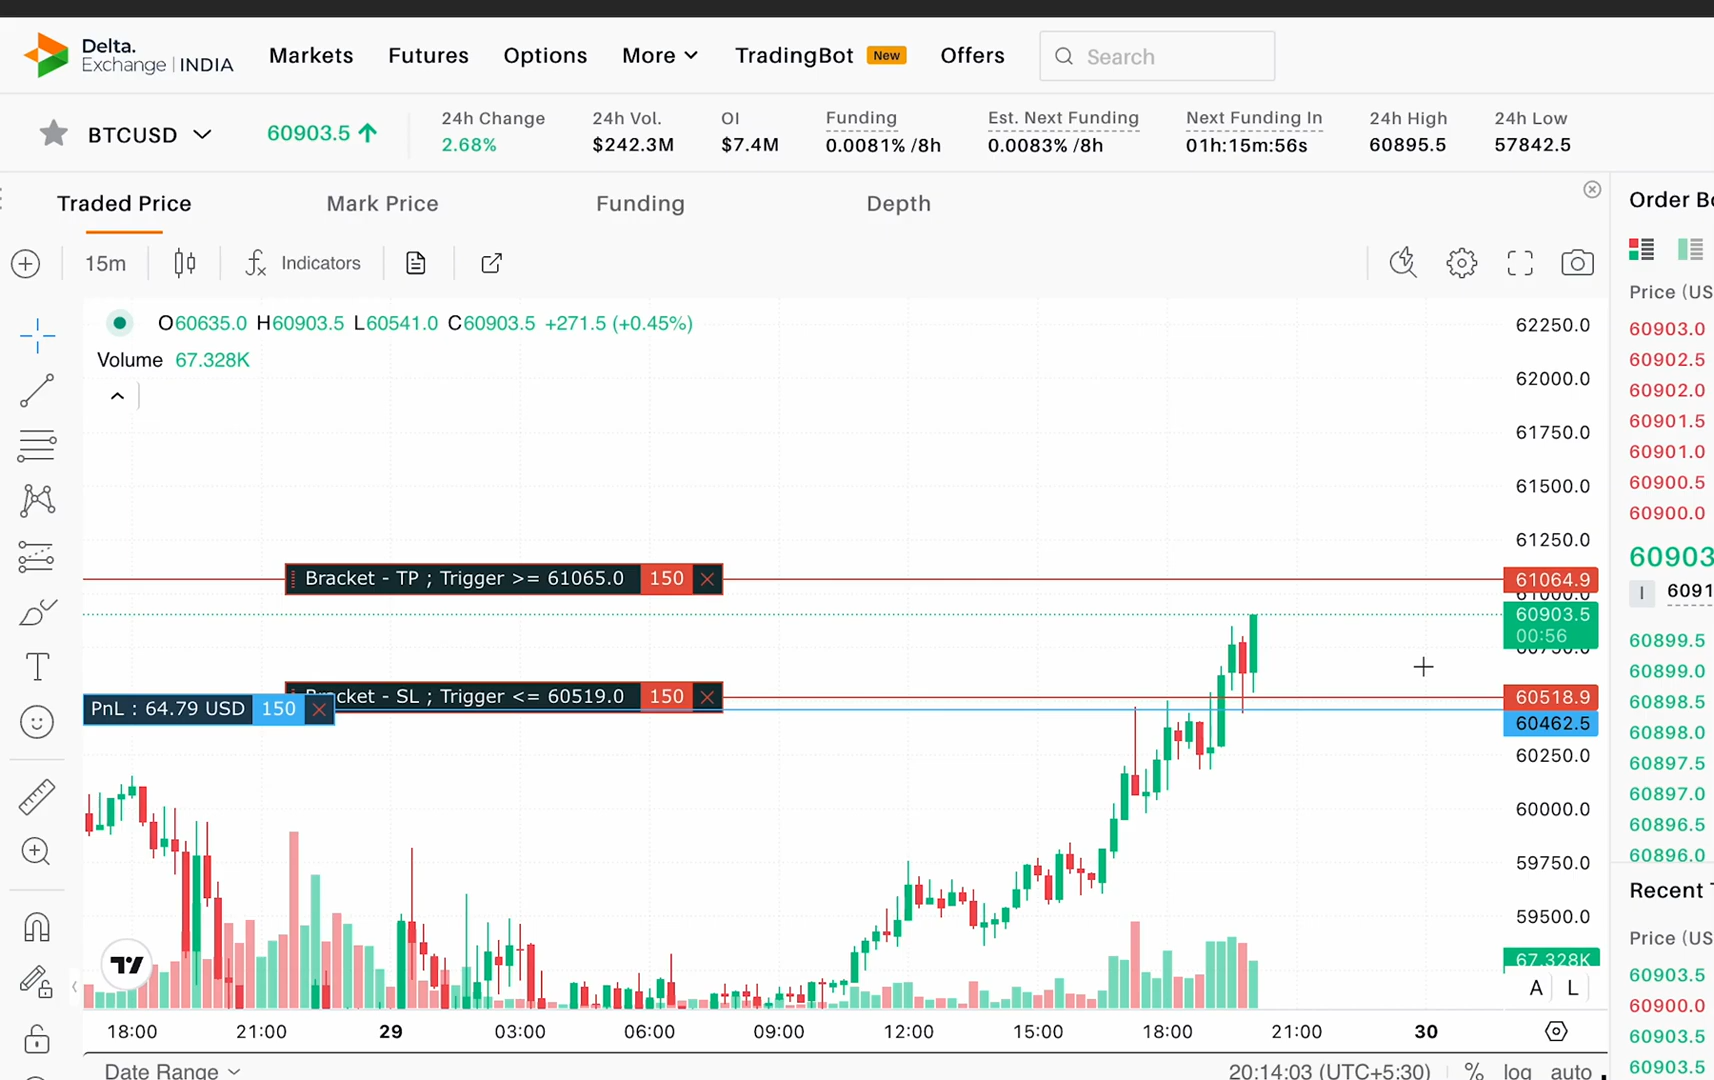 Delta.
Exchange | INDIA
Markets Futures Options More TradingBot New Offers Search
BTCUSD 60903.5
24h Change 24h Vol. OI Funding Est. Next Funding Next Funding In 24h High 24h Low
2.68% $242.3M $7.4M 0.0081% /8h 0.0083% /8h 01h:15m:56s 60895.5 57842.5
Traded Price Mark Price Funding Depth
15m Indicators
O60635.0 H60903.5 L60541.0 C60903.5 +271.5 (+0.45%)
Volume 67.328K
Bracket - TP ; Trigger >= 61065.0 150
Bracket - SL ; Trigger <= 60519.0 150
PnL : 64.79 USD 150
62250.0
62000.0
61750.0
61500.0
61250.0
61064.9
61000.0
60903.5
00:56
60750.0
60518.9
60462.5
60250.0
60000.0
59750.0
59500.0
67.328K
A L
18:00 21:00 29 03:00 06:00 09:00 12:00 15:00 18:00 21:00 30
Date Range 20:14:03 (UTC+5:30) % log auto
Order Bo
Price (US
60903.0
60902.5
60902.0
60901.5
60901.0
60900.5
60900.0
60903
I 6091
60899.5
60899.0
60898.5
60898.0
60897.5
60897.0
60896.5
60896.0
Recent T
Price (US
60903.5
60900.0
60903.5
60903.5